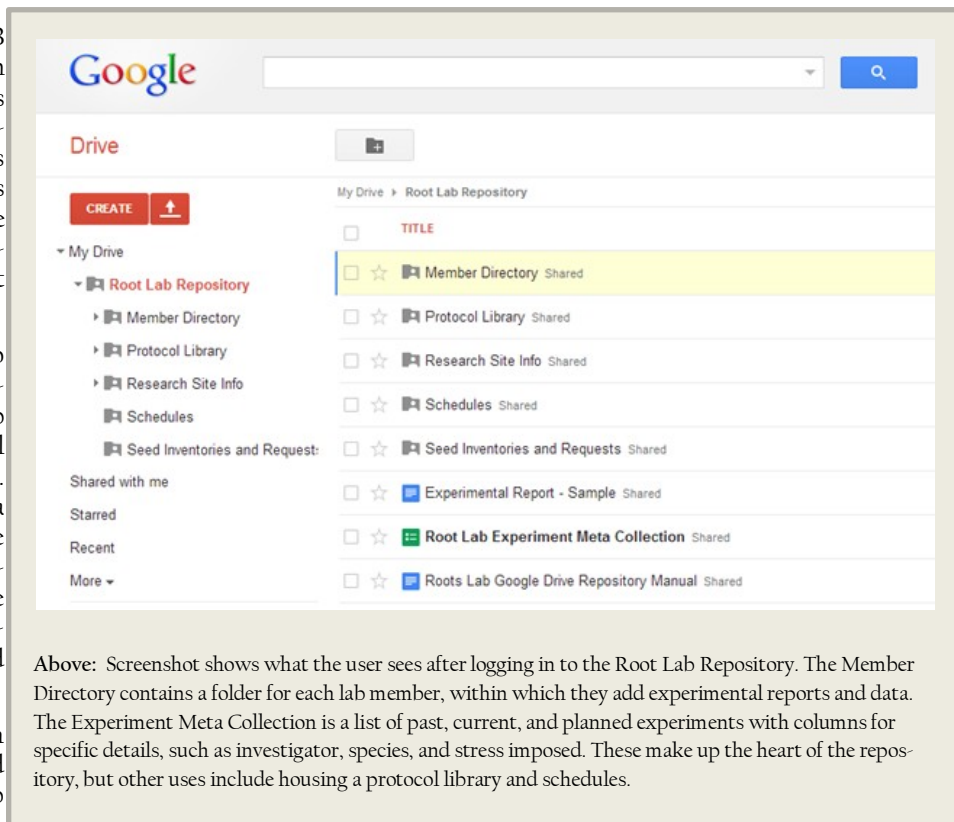 Google
Drive
CREATE
My Drive
Root Lab Repository
Member Directory
Protocol Library
Research Site Info
Schedules
Seed Inventories and Request
Shared with me
Starred
Recent
More
My Drive Root Lab Repository
TITLE
Member Directory Shared
Protocol Library Shared
Research Site Info Shared
Schedules Shared
Seed Inventories and Requests Shared
Experimental Report - Sample Shared
Root Lab Experiment Meta Collection Shared
Roots Lab Google Drive Repository Manual Shared
Above: Screenshot shows what the user sees after logging in to the Root Lab Repository. The Member
Directory contains a folder for each lab member, within which they add experimental reports and data.
The Experiment Meta Collection is a list of past, current, and planned experiments with columns for
specific details, such as investigator, species, and stress imposed. These make up the heart of the repos-
itory, but other uses include housing a protocol library and schedules.